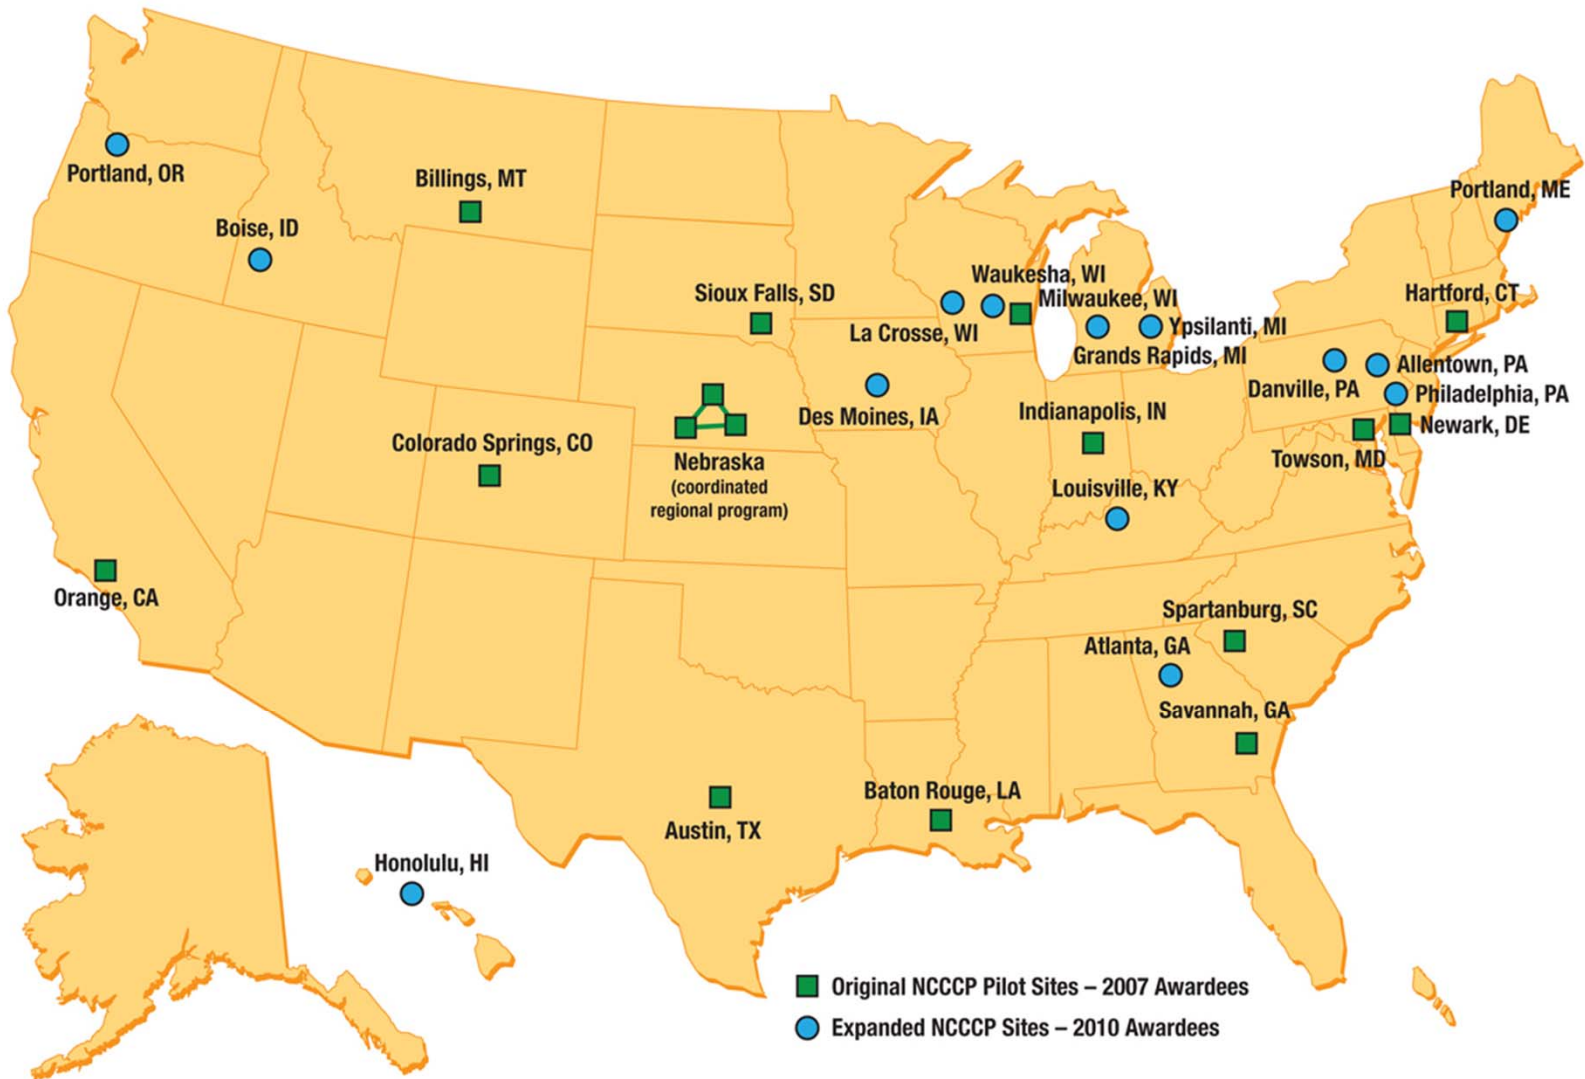 Portland, OR
Billings, MT
Portland, ME
Boise, ID
Waukesha, WI
Sioux Falls, SD
Milwaukee, WI
Hartford, CT
La Crosse, WI
Ypsilanti, MI
Grands Rapids, MI
Allentown, PA
Danville, PA
Philadelphia, PA
Des Moines, IA
Indianapolis, IN
Newark, DE
Colorado Springs, CO
Nebraska
(coordinated
regional program)
Towson, MD
Louisville, KY
Orange, CA
Spartanburg, SC
Atlanta, GA
Savannah, GA
Baton Rouge, LA
Austin, TX
Honolulu, HI
Original NCCCP Pilot Sites – 2007 Awardees
Expanded NCCCP Sites – 2010 Awardees